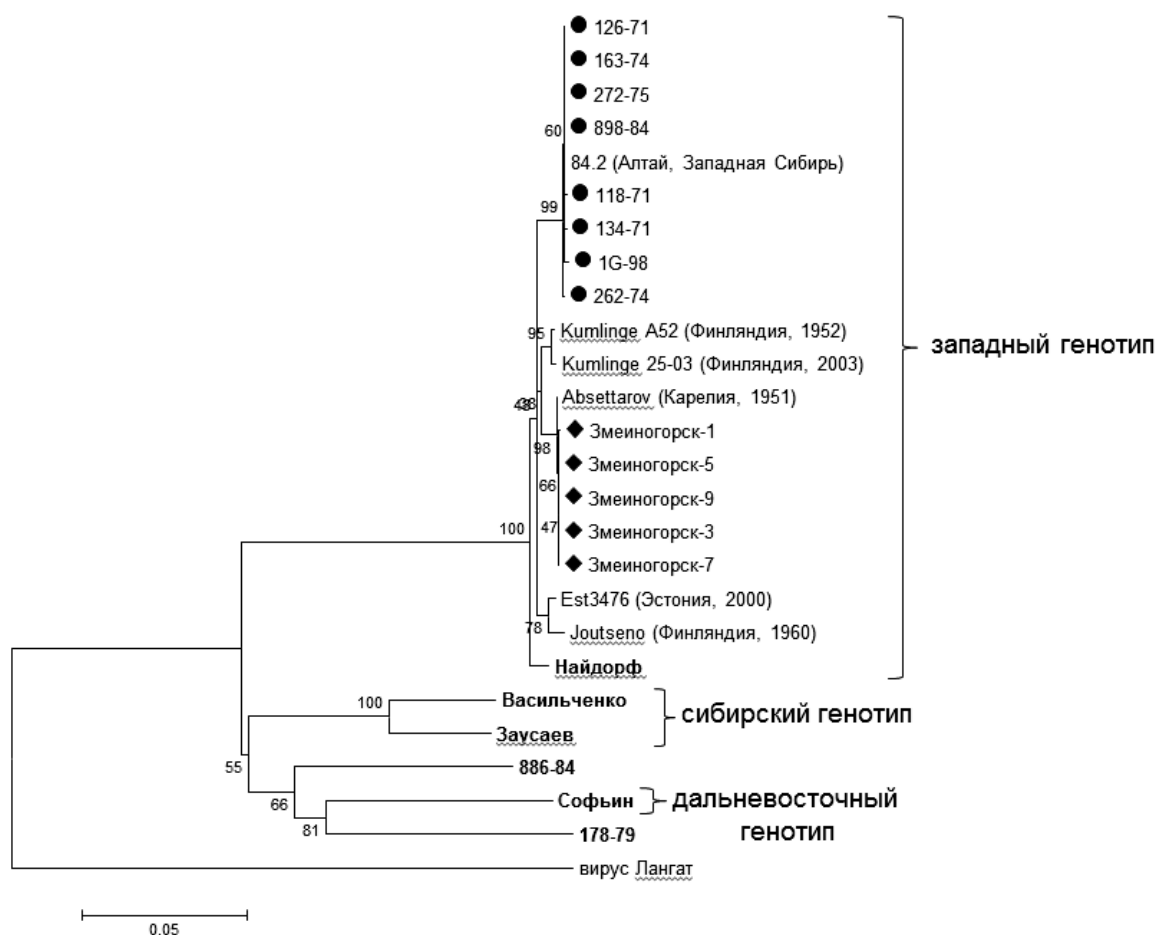 126-71
163-74
272-75
898-84
60
84.2 (Алтай, Западная Сибирь)
118-71
99
134-71
1G-98
262-74
95
Kumlinge A52 (Финляндия, 1952)
западный генотип
Kumlinge 25-03 (Финляндия, 2003)
Absettarov (Карелия, 1951)
Змеиногорск-1
98
Змеиногорск-5
66
Змеиногорск-9
100
47
Змеиногорск-3
Змеиногорск-7
Est3476 (Эстония, 2000)
78
Joutseno (Финляндия, 1960)
Найдорф
100
Васильченко
сибирский генотип
Заусаев
55
886-84
66
Софьин
дальневосточный
генотип
81
178-79
вирус Лангат
0.05